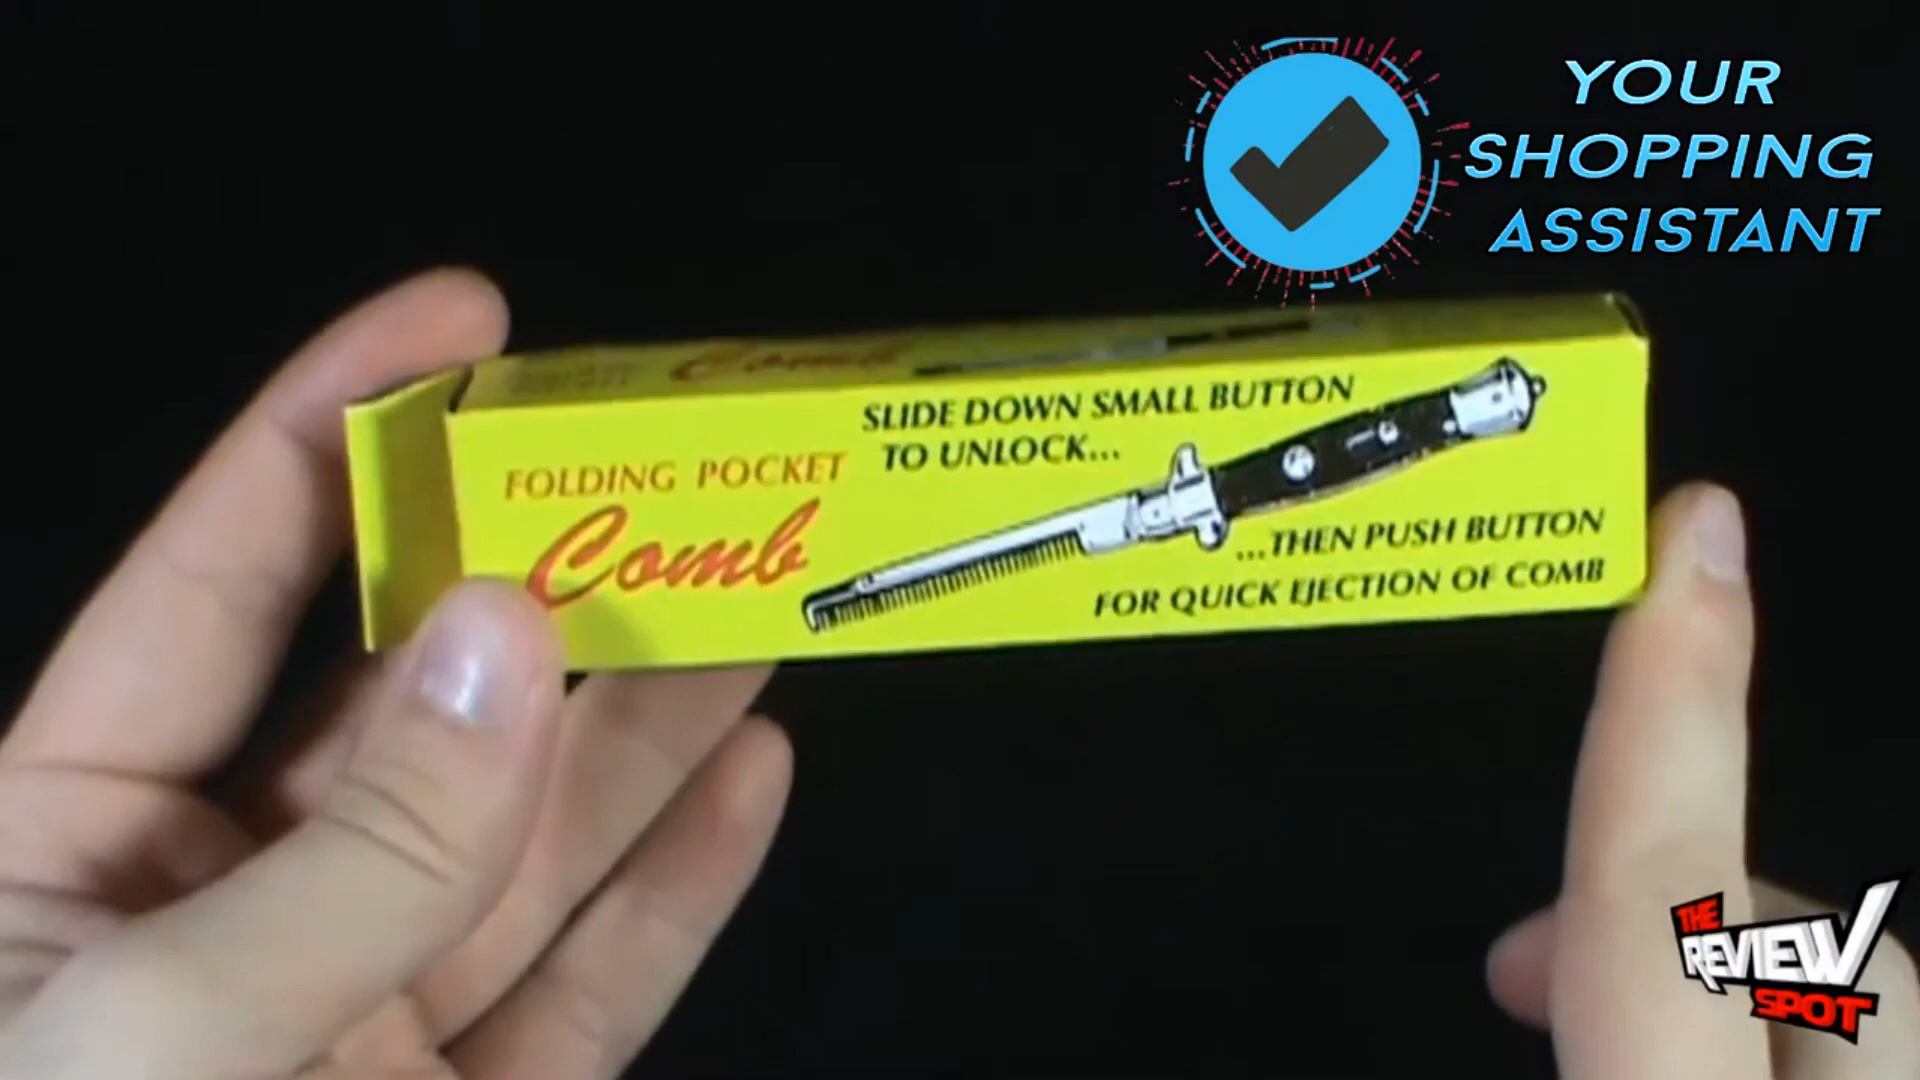 YOUR
SHOPPING
ASSISTANT
Comb
SLIDE DOWN SMALL BUTTON
TO UNLOCK...
FOLDING POCKET
Comb
...THEN PUSH BUTTON
FOR QUICK EJECTION OF COMB
THE
REVIEW
SPOT